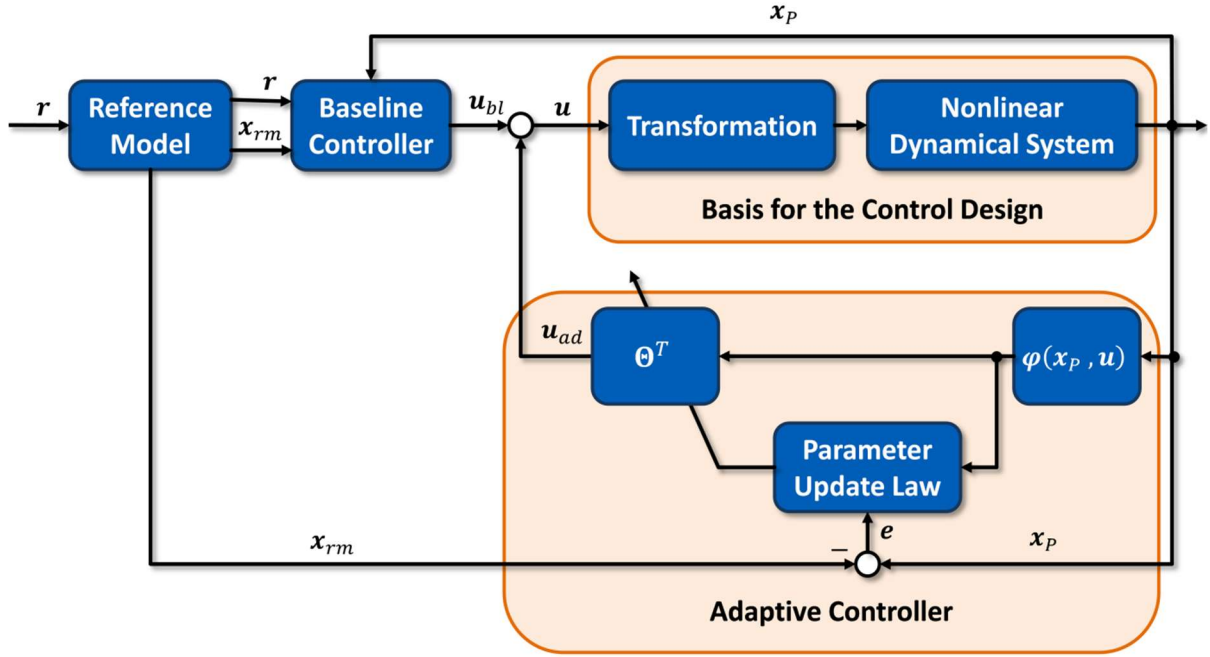 x_P
r
Reference
Model
r
x_rm
Baseline
Controller
u_bl
u
Transformation
Nonlinear
Dynamical System
Basis for the Control Design
u_ad
Θ^T
φ(x_P , u)
Parameter
Update Law
x_rm
−
e
x_P
Adaptive Controller